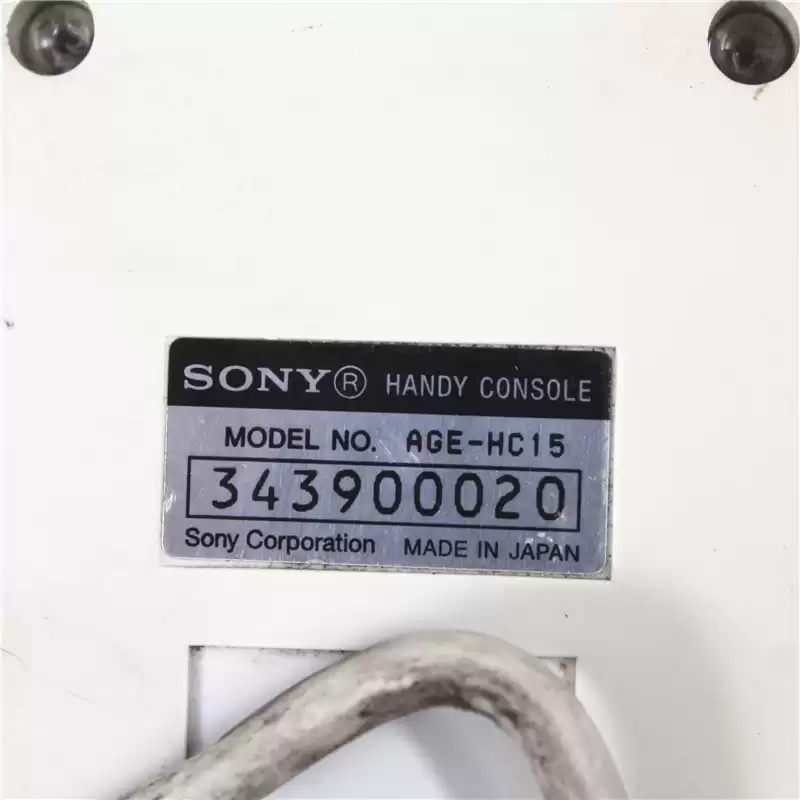 SONY® HANDY CONSOLE
MODEL NO. AGE-HC15
343900020
Sony Corporation MADE IN JAPAN